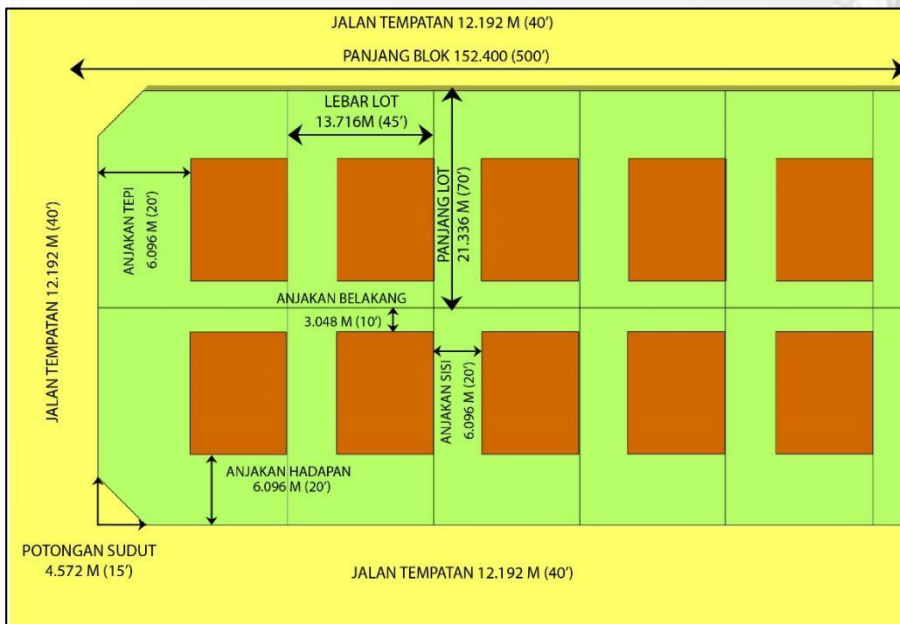 JALAN TEMPATAN 12.192 M (40')
PANJANG BLOK 152.400 (500')
LEBAR LOT
13.716M (45')
PANJANG LOT
21.336 M (70')
ANJAKAN TEPI
6.096 M (20')
JALAN TEMPATAN 12.192 M (40')
ANJAKAN BELAKANG
3.048 M (10')
ANJAKAN SISI
6.096 M (20')
ANJAKAN HADAPAN
6.096 M (20')
POTONGAN SUDUT
4.572 M (15')
JALAN TEMPATAN 12.192 M (40')